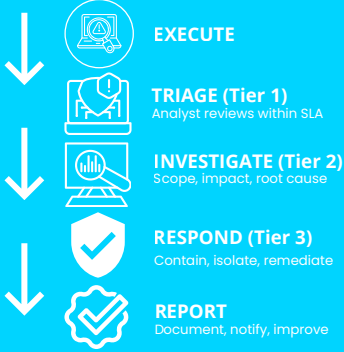 EXECUTE
TRIAGE (Tier 1)
Analyst reviews within SLA
INVESTIGATE (Tier 2)
Scope, impact, root cause
RESPOND (Tier 3)
Contain, isolate, remediate
REPORT
Document, notify, improve